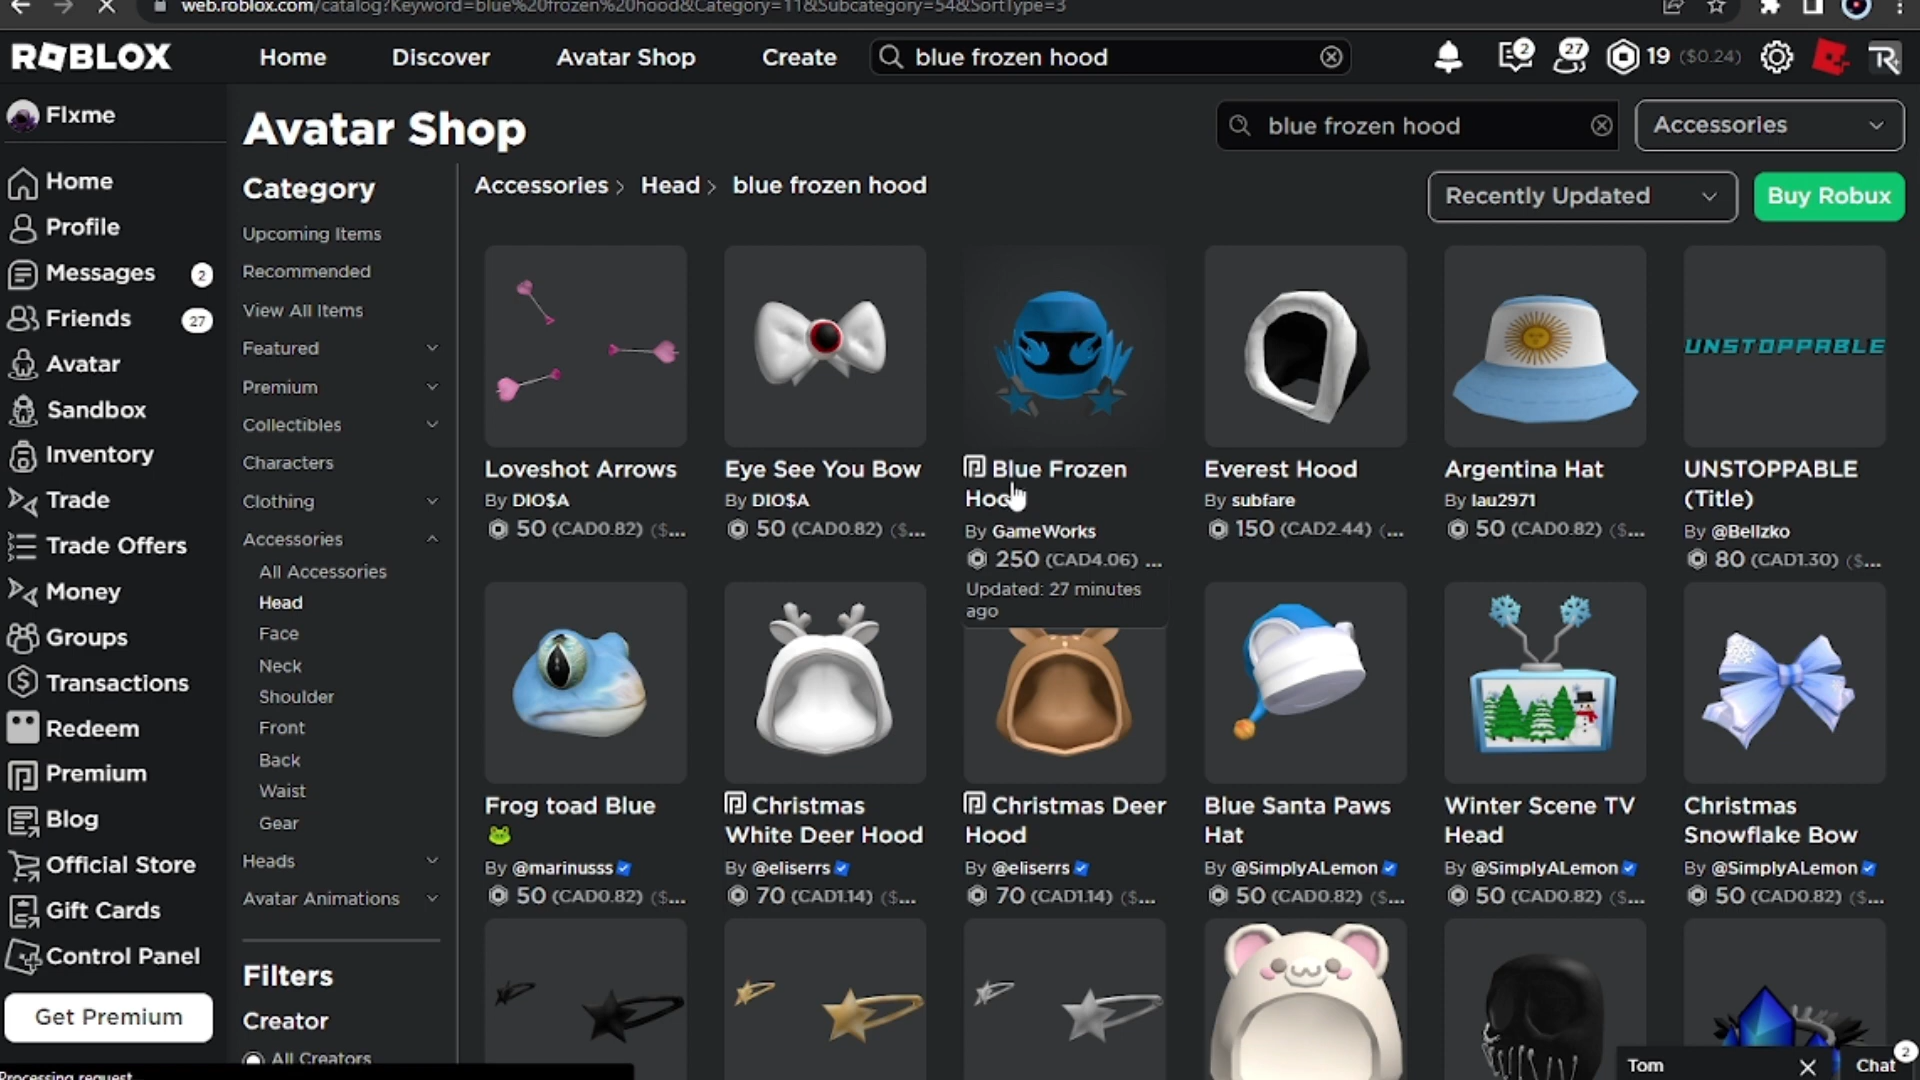 web.roblox.com/catalog?Keyword=blue%20frozen%20hood&Category=11&Subcategory=54&SortType=3
ROBLOX
Home
Discover
Avatar Shop
Create
blue frozen hood
2
27
19 ($0.24)
Flxme
Home
Profile
Messages
2
Friends
27
Avatar
Sandbox
Inventory
Trade
Trade Offers
Money
Groups
Transactions
Redeem
Premium
Blog
Official Store
Gift Cards
Control Panel
Get Premium
Processing request...
Avatar Shop
blue frozen hood
Accessories
Category
Upcoming Items
Recommended
View All Items
Featured
Premium
Collectibles
Characters
Clothing
Accessories
All Accessories
Head
Face
Neck
Shoulder
Front
Back
Waist
Gear
Heads
Avatar Animations
Filters
Creator
All Creators
Accessories > Head > blue frozen hood
Recently Updated
Buy Robux
Loveshot Arrows
By DIO$A
50 (CAD0.82) ($...
Eye See You Bow
By DIO$A
50 (CAD0.82) ($...
Blue Frozen
Hood
By GameWorks
250 (CAD4.06) ...
Updated: 27 minutes
ago
Everest Hood
By subfare
150 (CAD2.44) (...
Argentina Hat
By lau2971
50 (CAD0.82) ($...
UNSTOPPABLE
UNSTOPPABLE
(Title)
By @Bellzko
80 (CAD1.30) ($...
Frog toad Blue
🐸
By @marinusss
50 (CAD0.82) ($...
Christmas
White Deer Hood
By @eliserrs
70 (CAD1.14) ($...
Christmas Deer
Hood
By @eliserrs
70 (CAD1.14) ($...
Blue Santa Paws
Hat
By @SimplyALemon
50 (CAD0.82) ($...
Winter Scene TV
Head
By @SimplyALemon
50 (CAD0.82) ($...
Christmas
Snowflake Bow
By @SimplyALemon
50 (CAD0.82) ($...
Tom
Chat
2